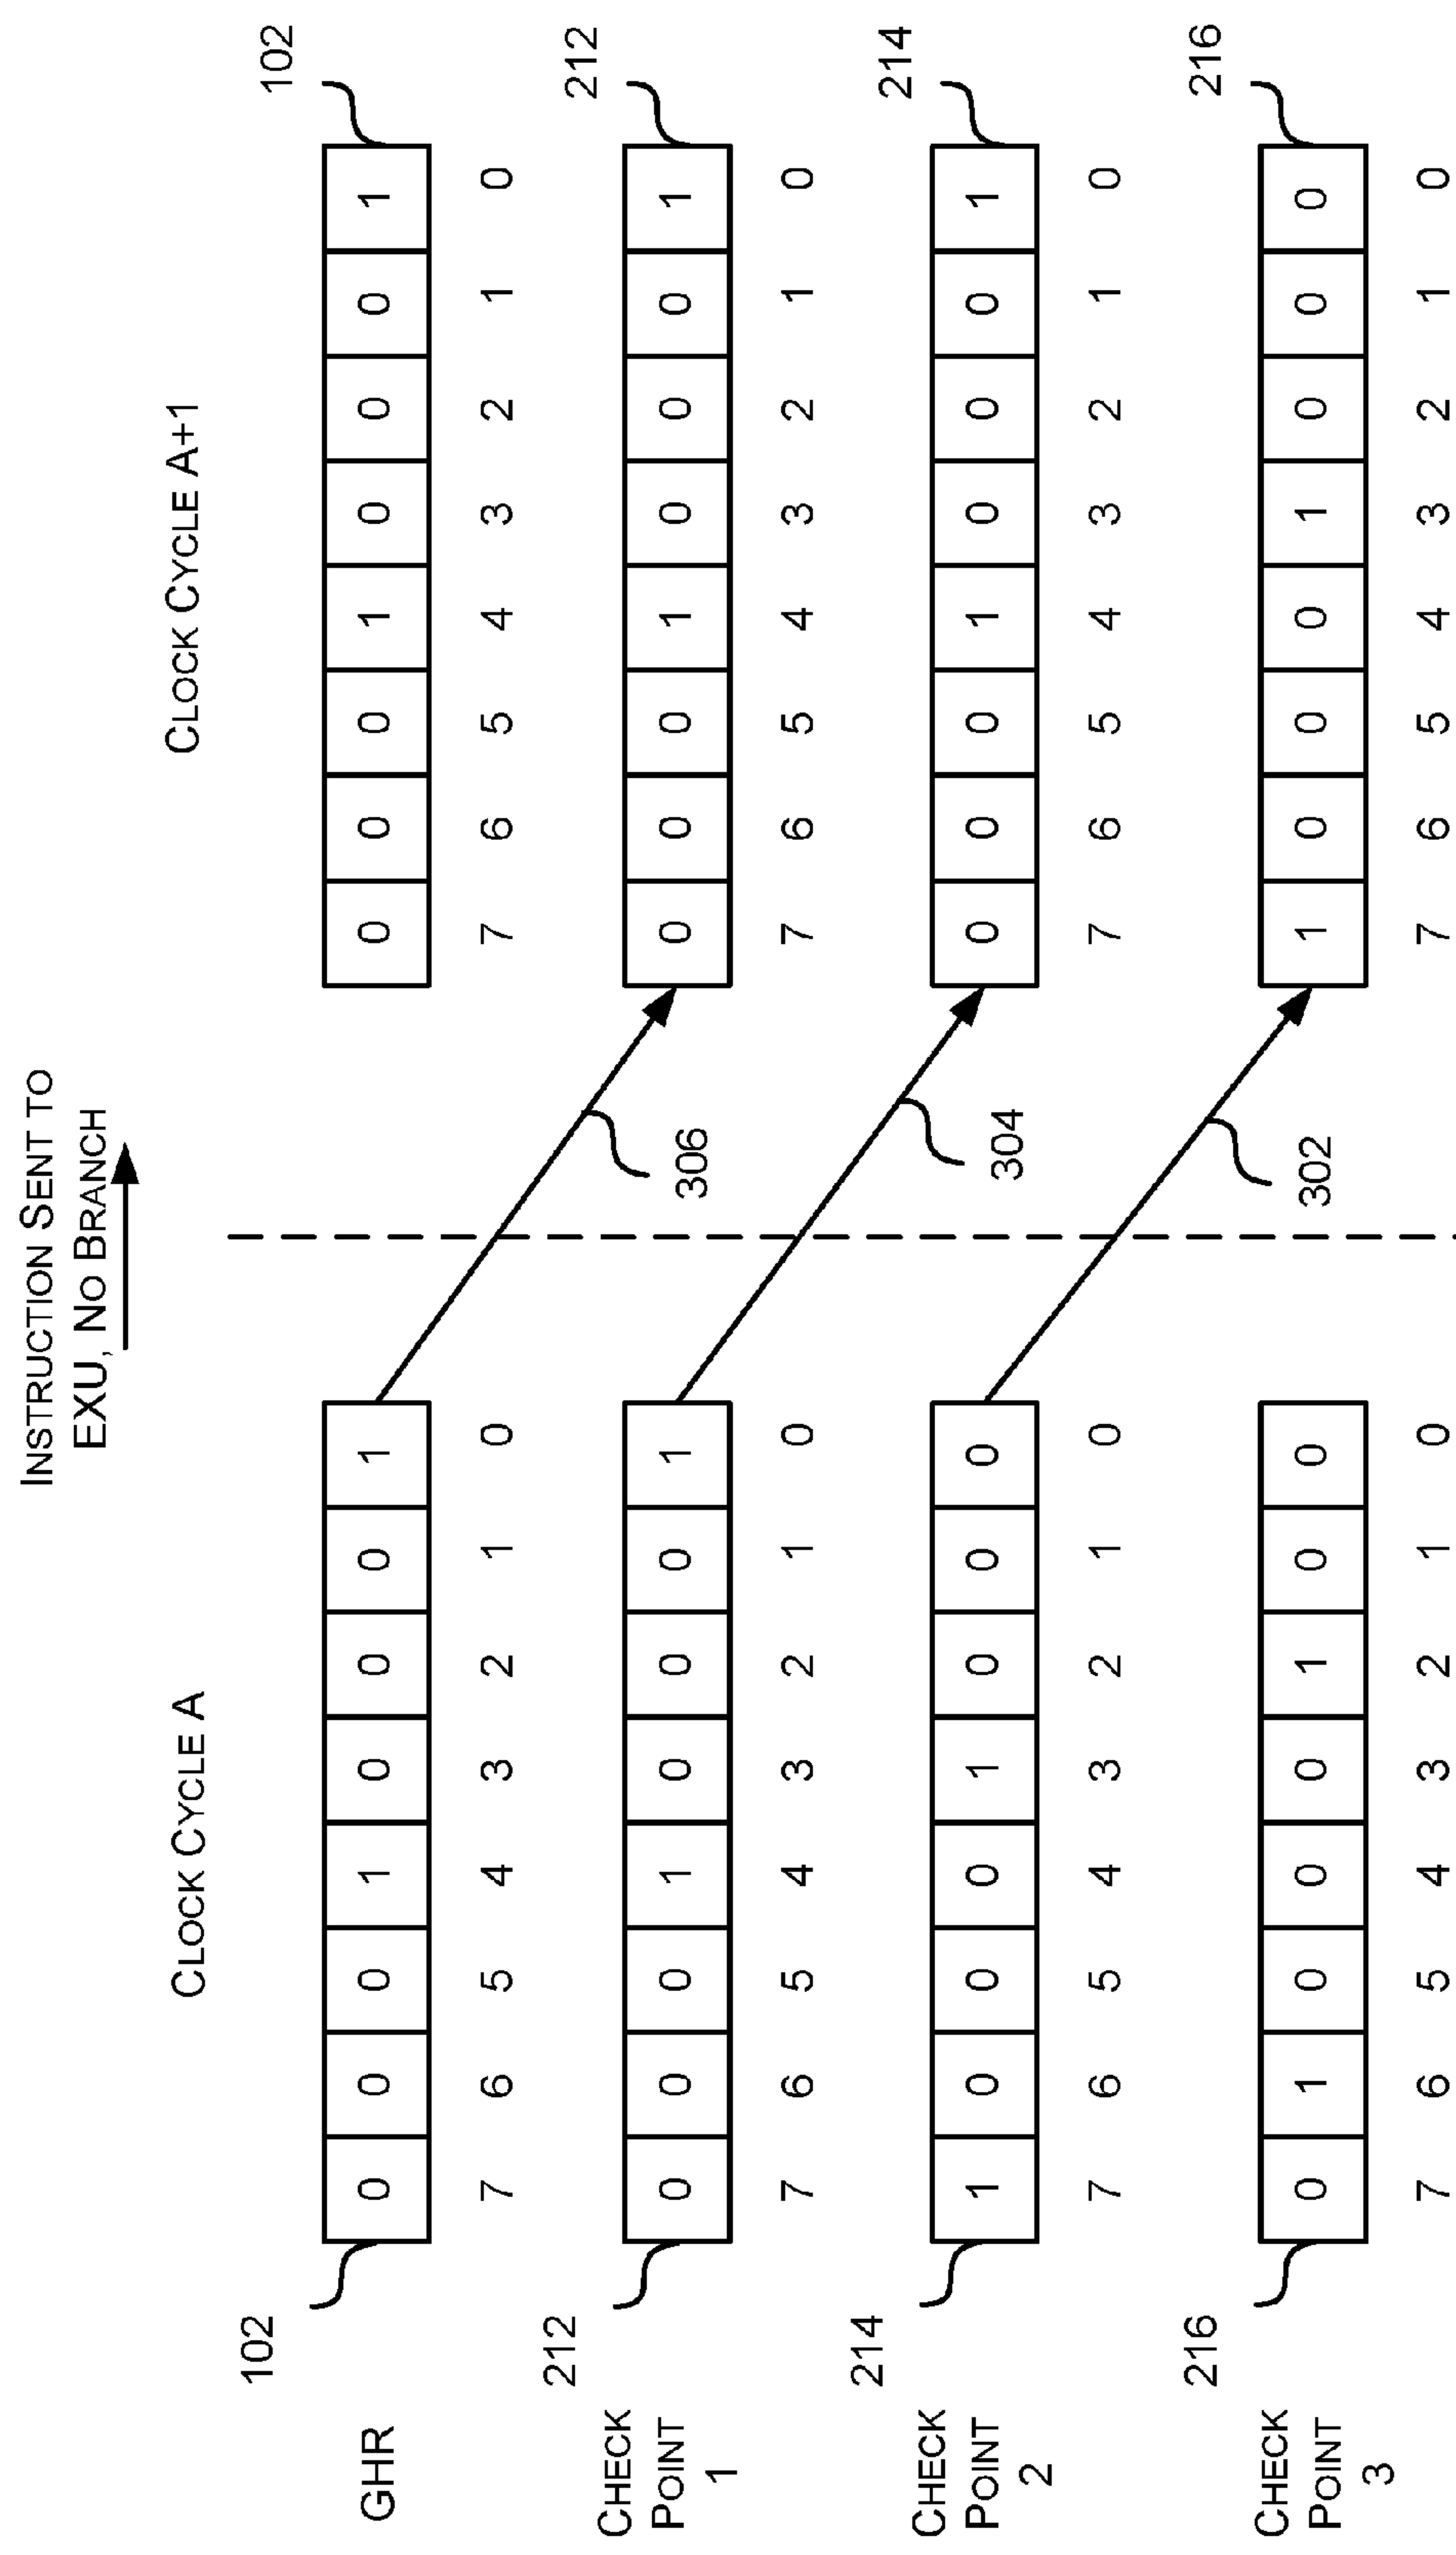 INSTRUCTION SENT TO
EXU, NO BRANCH
CLOCK CYCLE A
CLOCK CYCLE A+1
102
102
GHR
0 0 0 1 0 0 0 1
0 0 0 1 0 0 0 1
7 6 5 4 3 2 1 0
7 6 5 4 3 2 1 0
212
306
212
CHECK
POINT
1
0 0 0 1 0 0 0 1
0 0 0 1 0 0 0 1
7 6 5 4 3 2 1 0
7 6 5 4 3 2 1 0
214
304
214
CHECK
POINT
2
1 0 0 0 1 0 0 0
0 0 0 1 0 0 0 1
7 6 5 4 3 2 1 0
7 6 5 4 3 2 1 0
216
302
216
CHECK
POINT
3
0 1 0 0 0 1 0 0
1 0 0 0 1 0 0 0
7 6 5 4 3 2 1 0
7 6 5 4 3 2 1 0